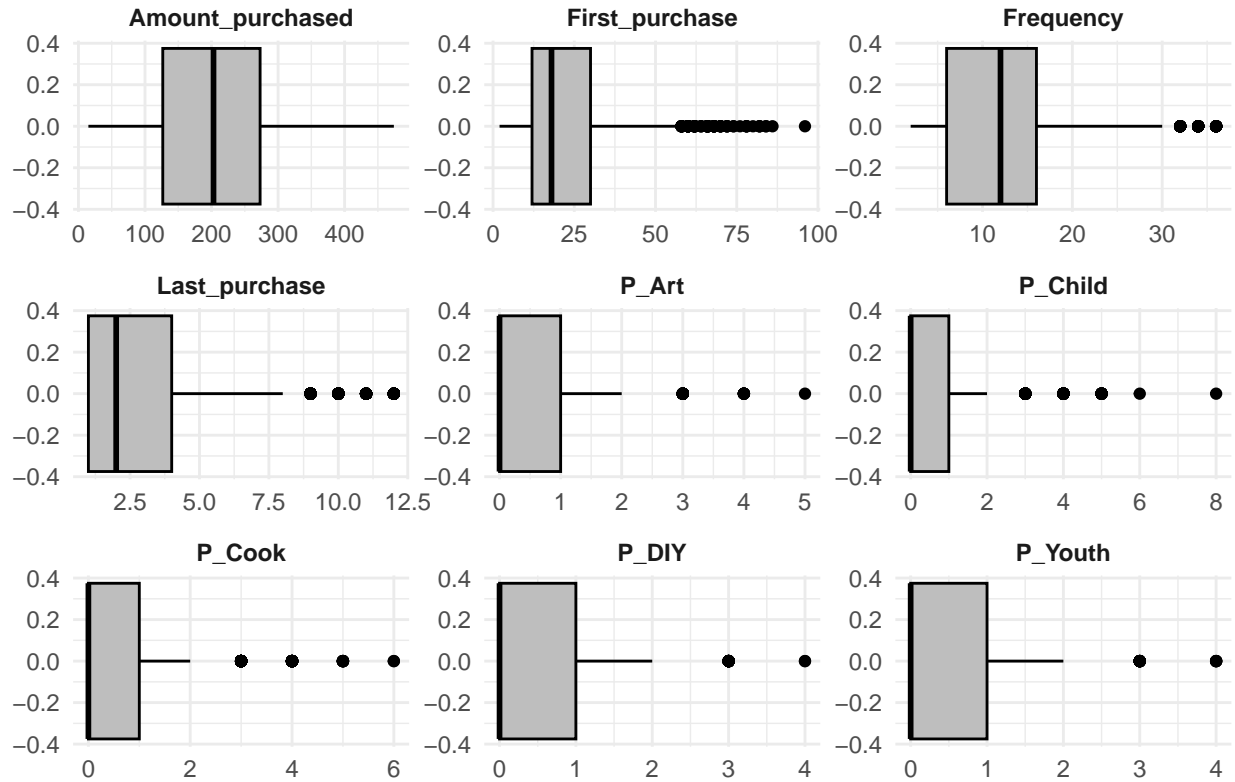 Amount_purchased First_purchase Frequency
0.4 0.4 0.4
0.2 0.2 0.2
0.0 0.0 0.0
−0.2 −0.2 −0.2
−0.4 −0.4 −0.4
0 100 200 300 400 0 25 50 75 100 10 20 30
Last_purchase P_Art P_Child
0.4 0.4 0.4
0.2 0.2 0.2
0.0 0.0 0.0
−0.2 −0.2 −0.2
−0.4 −0.4 −0.4
2.5 5.0 7.5 10.0 12.5 0 1 2 3 4 5 0 2 4 6 8
P_Cook P_DIY P_Youth
0.4 0.4 0.4
0.2 0.2 0.2
0.0 0.0 0.0
−0.2 −0.2 −0.2
−0.4 −0.4 −0.4
0 2 4 6 0 1 2 3 4 0 1 2 3 4